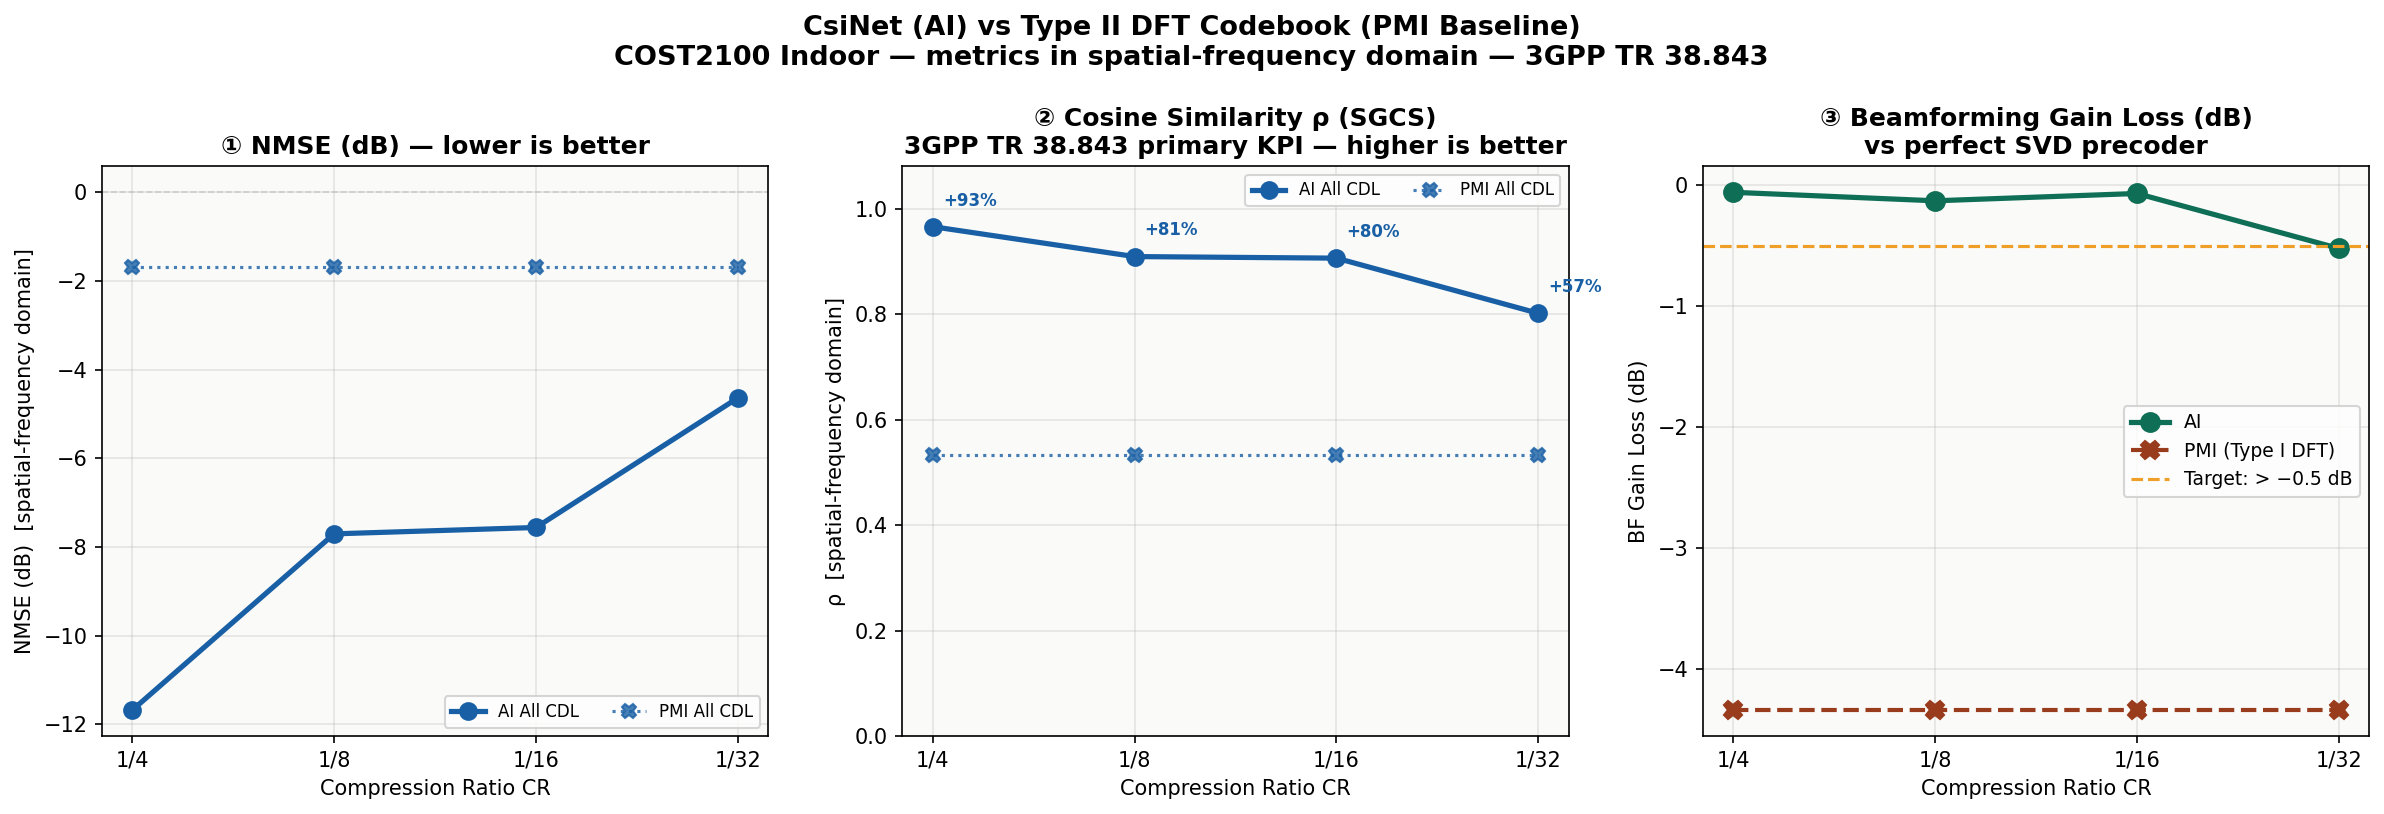 CsiNet (AI) vs Type II DFT Codebook (PMI Baseline)
COST2100 Indoor — metrics in spatial-frequency domain — 3GPP TR 38.843
① NMSE (dB) — lower is better
NMSE (dB)  [spatial-frequency domain]
0
−2
−4
−6
−8
−10
−12
AI All CDL
PMI All CDL
1/4
1/8
1/16
1/32
Compression Ratio CR
② Cosine Similarity ρ (SGCS)
3GPP TR 38.843 primary KPI — higher is better
ρ  [spatial-frequency domain]
1.0
0.8
0.6
0.4
0.2
0.0
AI All CDL
PMI All CDL
+93%
+81%
+80%
+57%
1/4
1/8
1/16
1/32
Compression Ratio CR
③ Beamforming Gain Loss (dB)
vs perfect SVD precoder
BF Gain Loss (dB)
0
−1
−2
−3
−4
AI
PMI (Type I DFT)
Target: > −0.5 dB
1/4
1/8
1/16
1/32
Compression Ratio CR